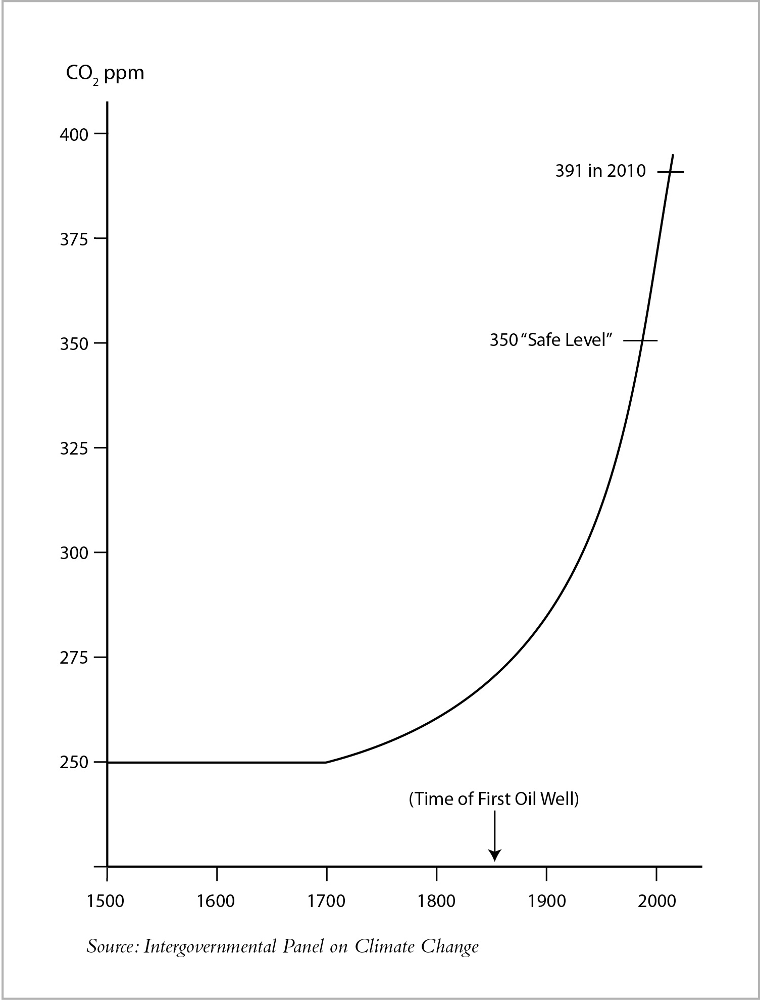 CO₂ ppm
400
391 in 2010
375
350 “Safe Level”
350
325
300
275
250
(Time of First Oil Well)
1500 1600 1700 1800 1900 2000
Source: Intergovernmental Panel on Climate Change